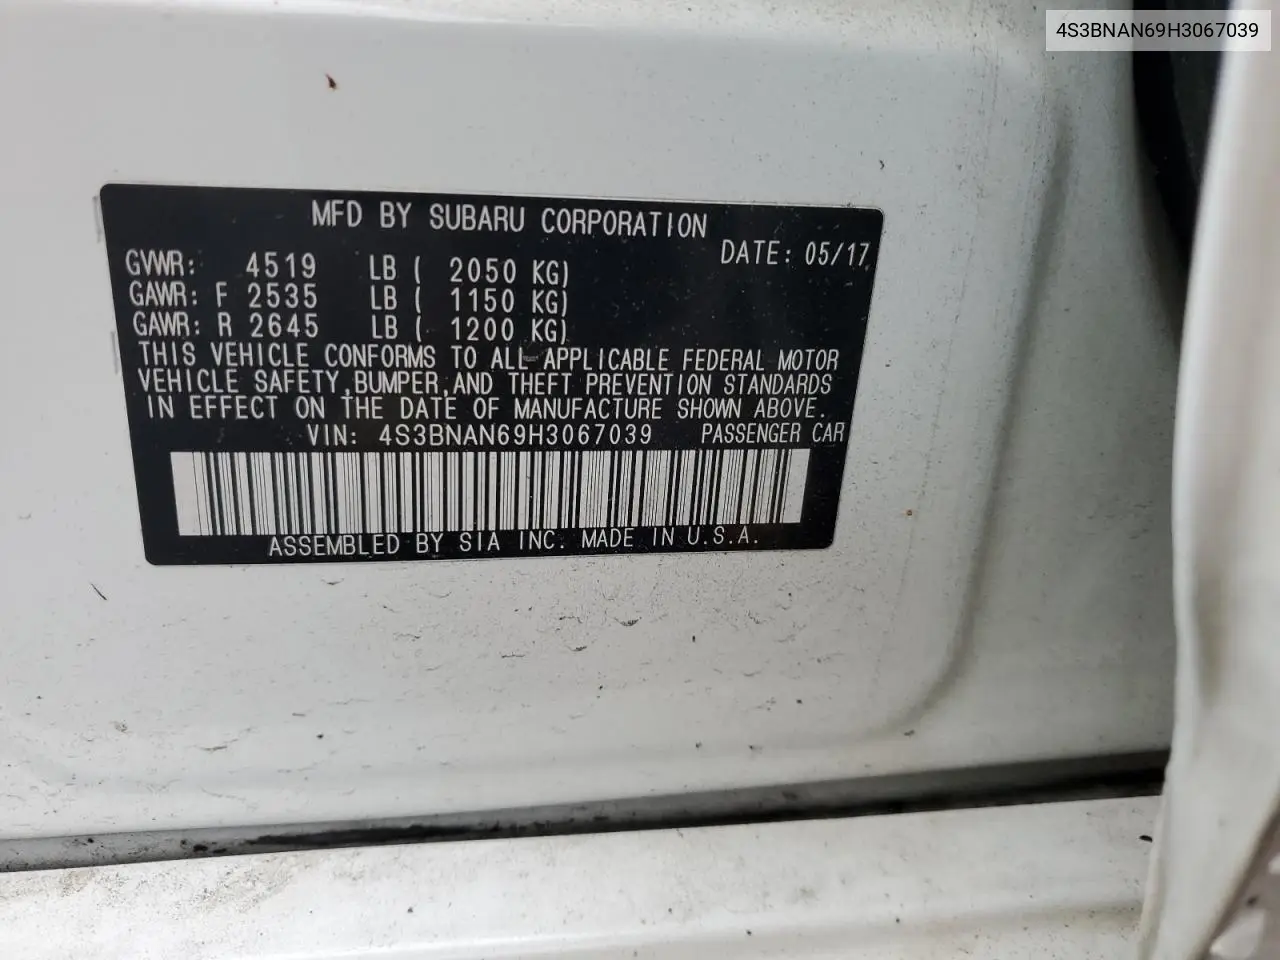 4S3BNAN69H3067039
MFD BY SUBARU CORPORATION
DATE: 05/17
GVWR: 4519 LB ( 2050 KG)
GAWR: F 2535 LB ( 1150 KG)
GAWR: R 2645 LB ( 1200 KG)
THIS VEHICLE CONFORMS TO ALL APPLICABLE FEDERAL MOTOR
VEHICLE SAFETY, BUMPER, AND THEFT PREVENTION STANDARDS
IN EFFECT ON THE DATE OF MANUFACTURE SHOWN ABOVE.
VIN: 4S3BNAN69H3067039 PASSENGER CAR
ASSEMBLED BY SIA INC. MADE IN U.S.A.